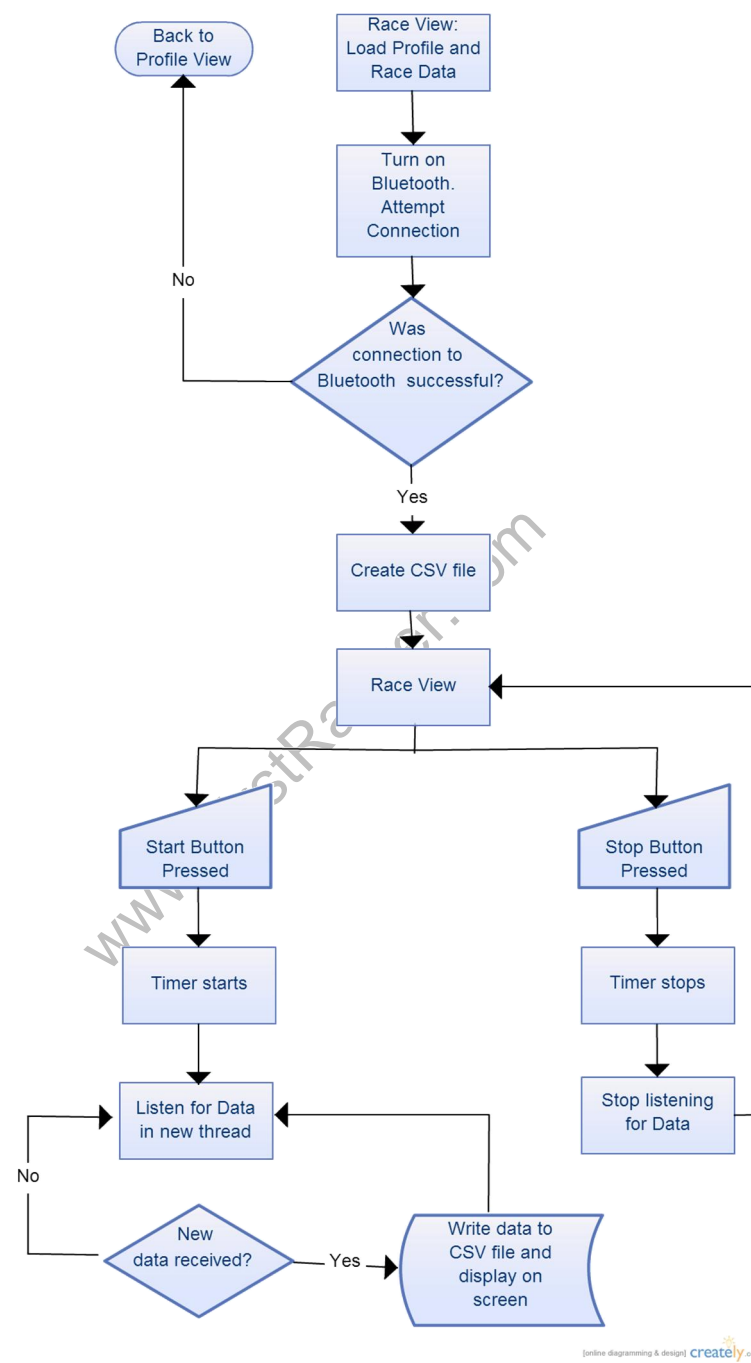 Back to
Profile View
Race View:
Load Profile and
Race Data
Turn on
Bluetooth.
Attempt
Connection
No
Was
connection to
Bluetooth successful?
Yes
Create CSV file
Race View
Start Button
Pressed
Stop Button
Pressed
Timer starts
Timer stops
Listen for Data
in new thread
Stop listening
for Data
No
New
data received?
Yes
Write data to
CSV file and
display on
screen
[online diagramming & design] creately